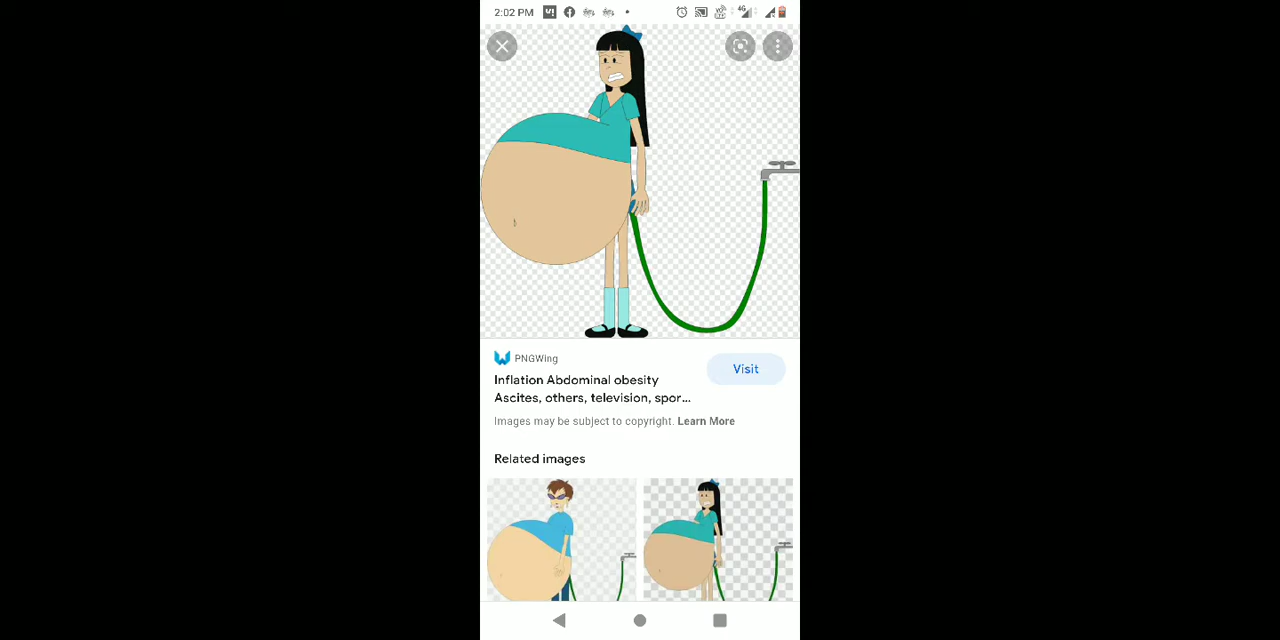 2:02 PM
4G
PNGWing
Visit
Inflation Abdominal obesity
Ascites, others, television, spor...
Images may be subject to copyright. Learn More
Related images